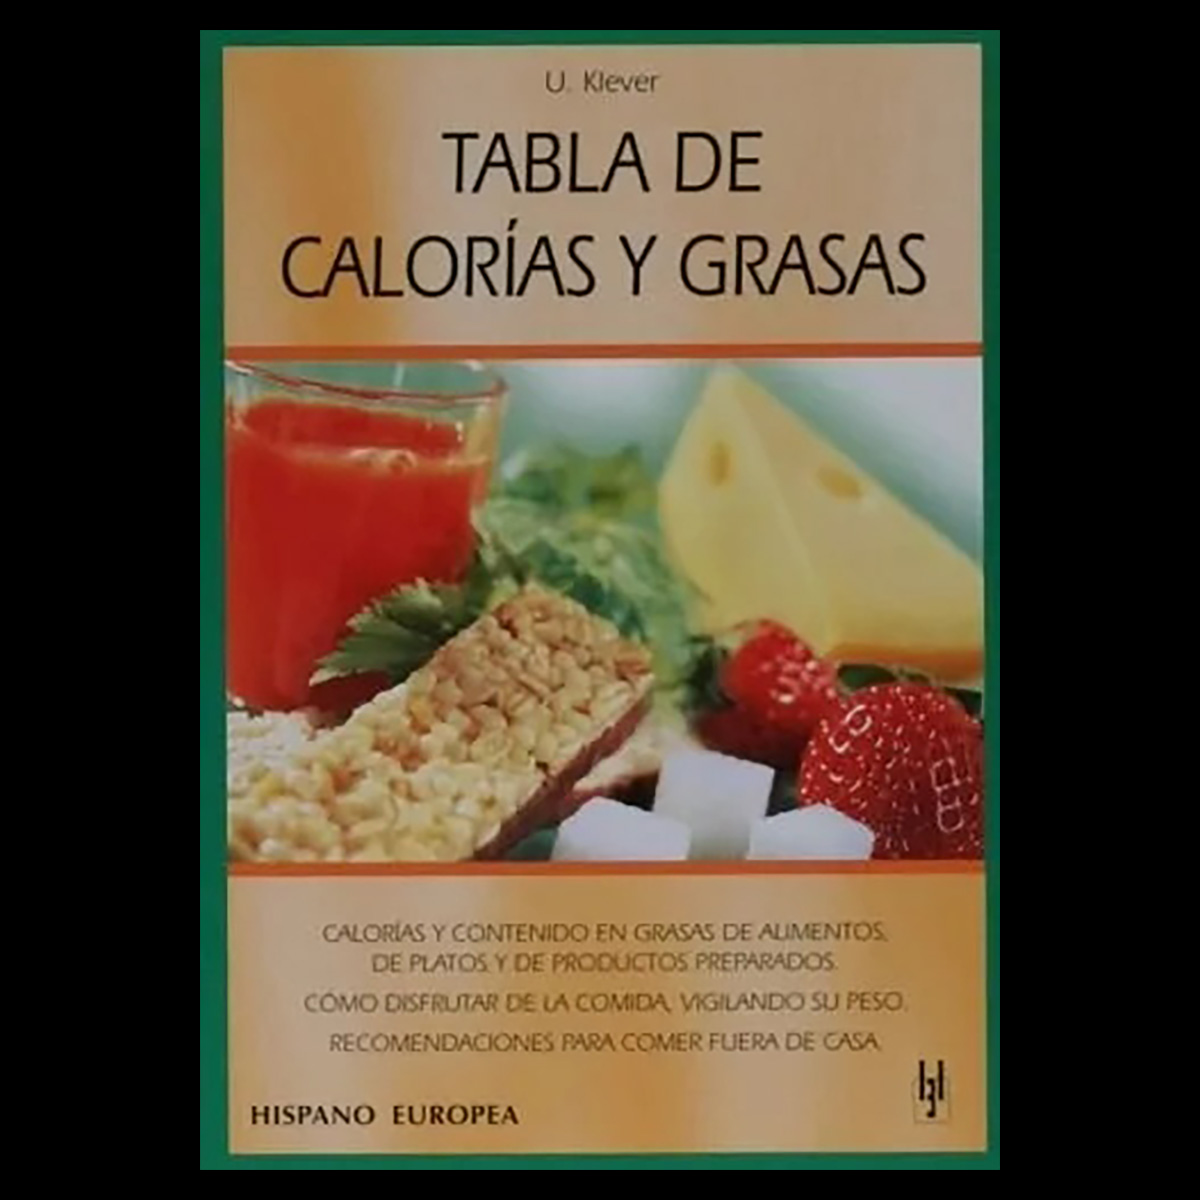 U. Klever
TABLA DE
CALORÍAS Y GRASAS
CALORÍAS Y CONTENIDO EN GRASAS DE ALIMENTOS,
DE PLATOS Y DE PRODUCTOS PREPARADOS.
CÓMO DISFRUTAR DE LA COMIDA, VIGILANDO SU PESO.
RECOMENDACIONES PARA COMER FUERA DE CASA.
HISPANO EUROPEA